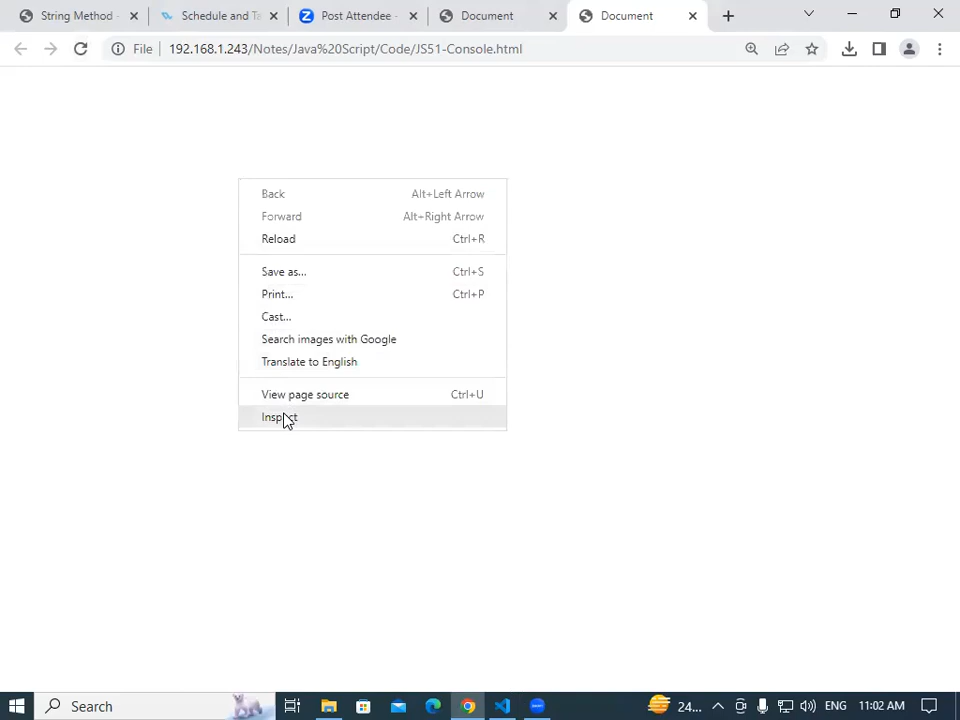 String Method -
Schedule and Ta
Post Attendee -
Document
Document
File
192.168.1.243/Notes/Java%20Script/Code/JS51-Console.html
Back Alt+Left Arrow
Forward Alt+Right Arrow
Reload Ctrl+R
Save as... Ctrl+S
Print... Ctrl+P
Cast...
Search images with Google
Translate to English
View page source Ctrl+U
Inspect
Search
24...
ENG
11:02 AM